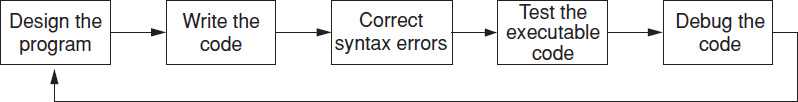 Design the
program
Write the
code
Correct
syntax errors
Test the
executable
code
Debug the
code